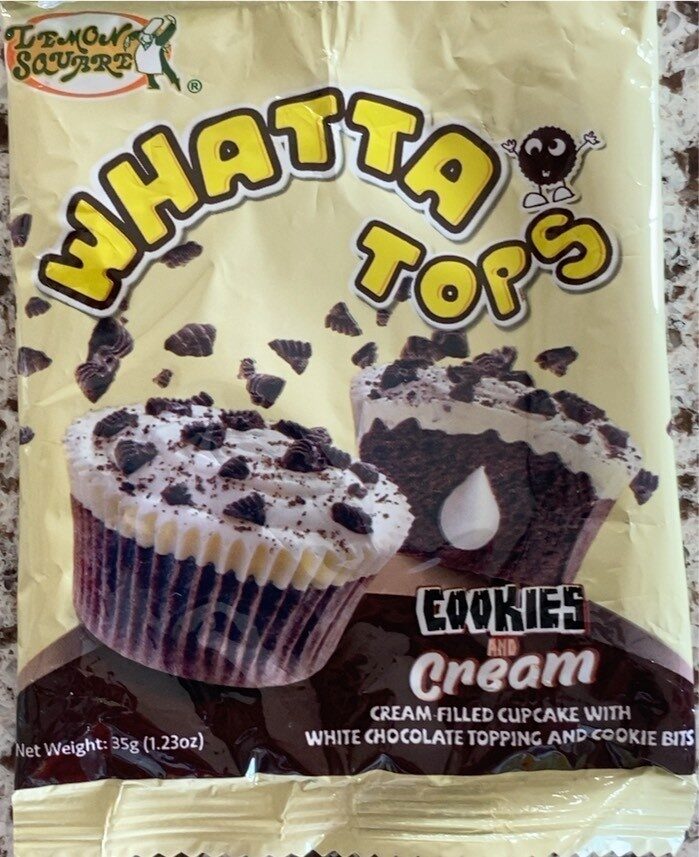 LEMON
SQUARE
®
WHATTA
TOPS
COOKIES
AND
Cream
CREAM FILLED CUPCAKE WITH
WHITE CHOCOLATE TOPPING AND COOKIE BITS
Net Weight: 35g (1.23oz)